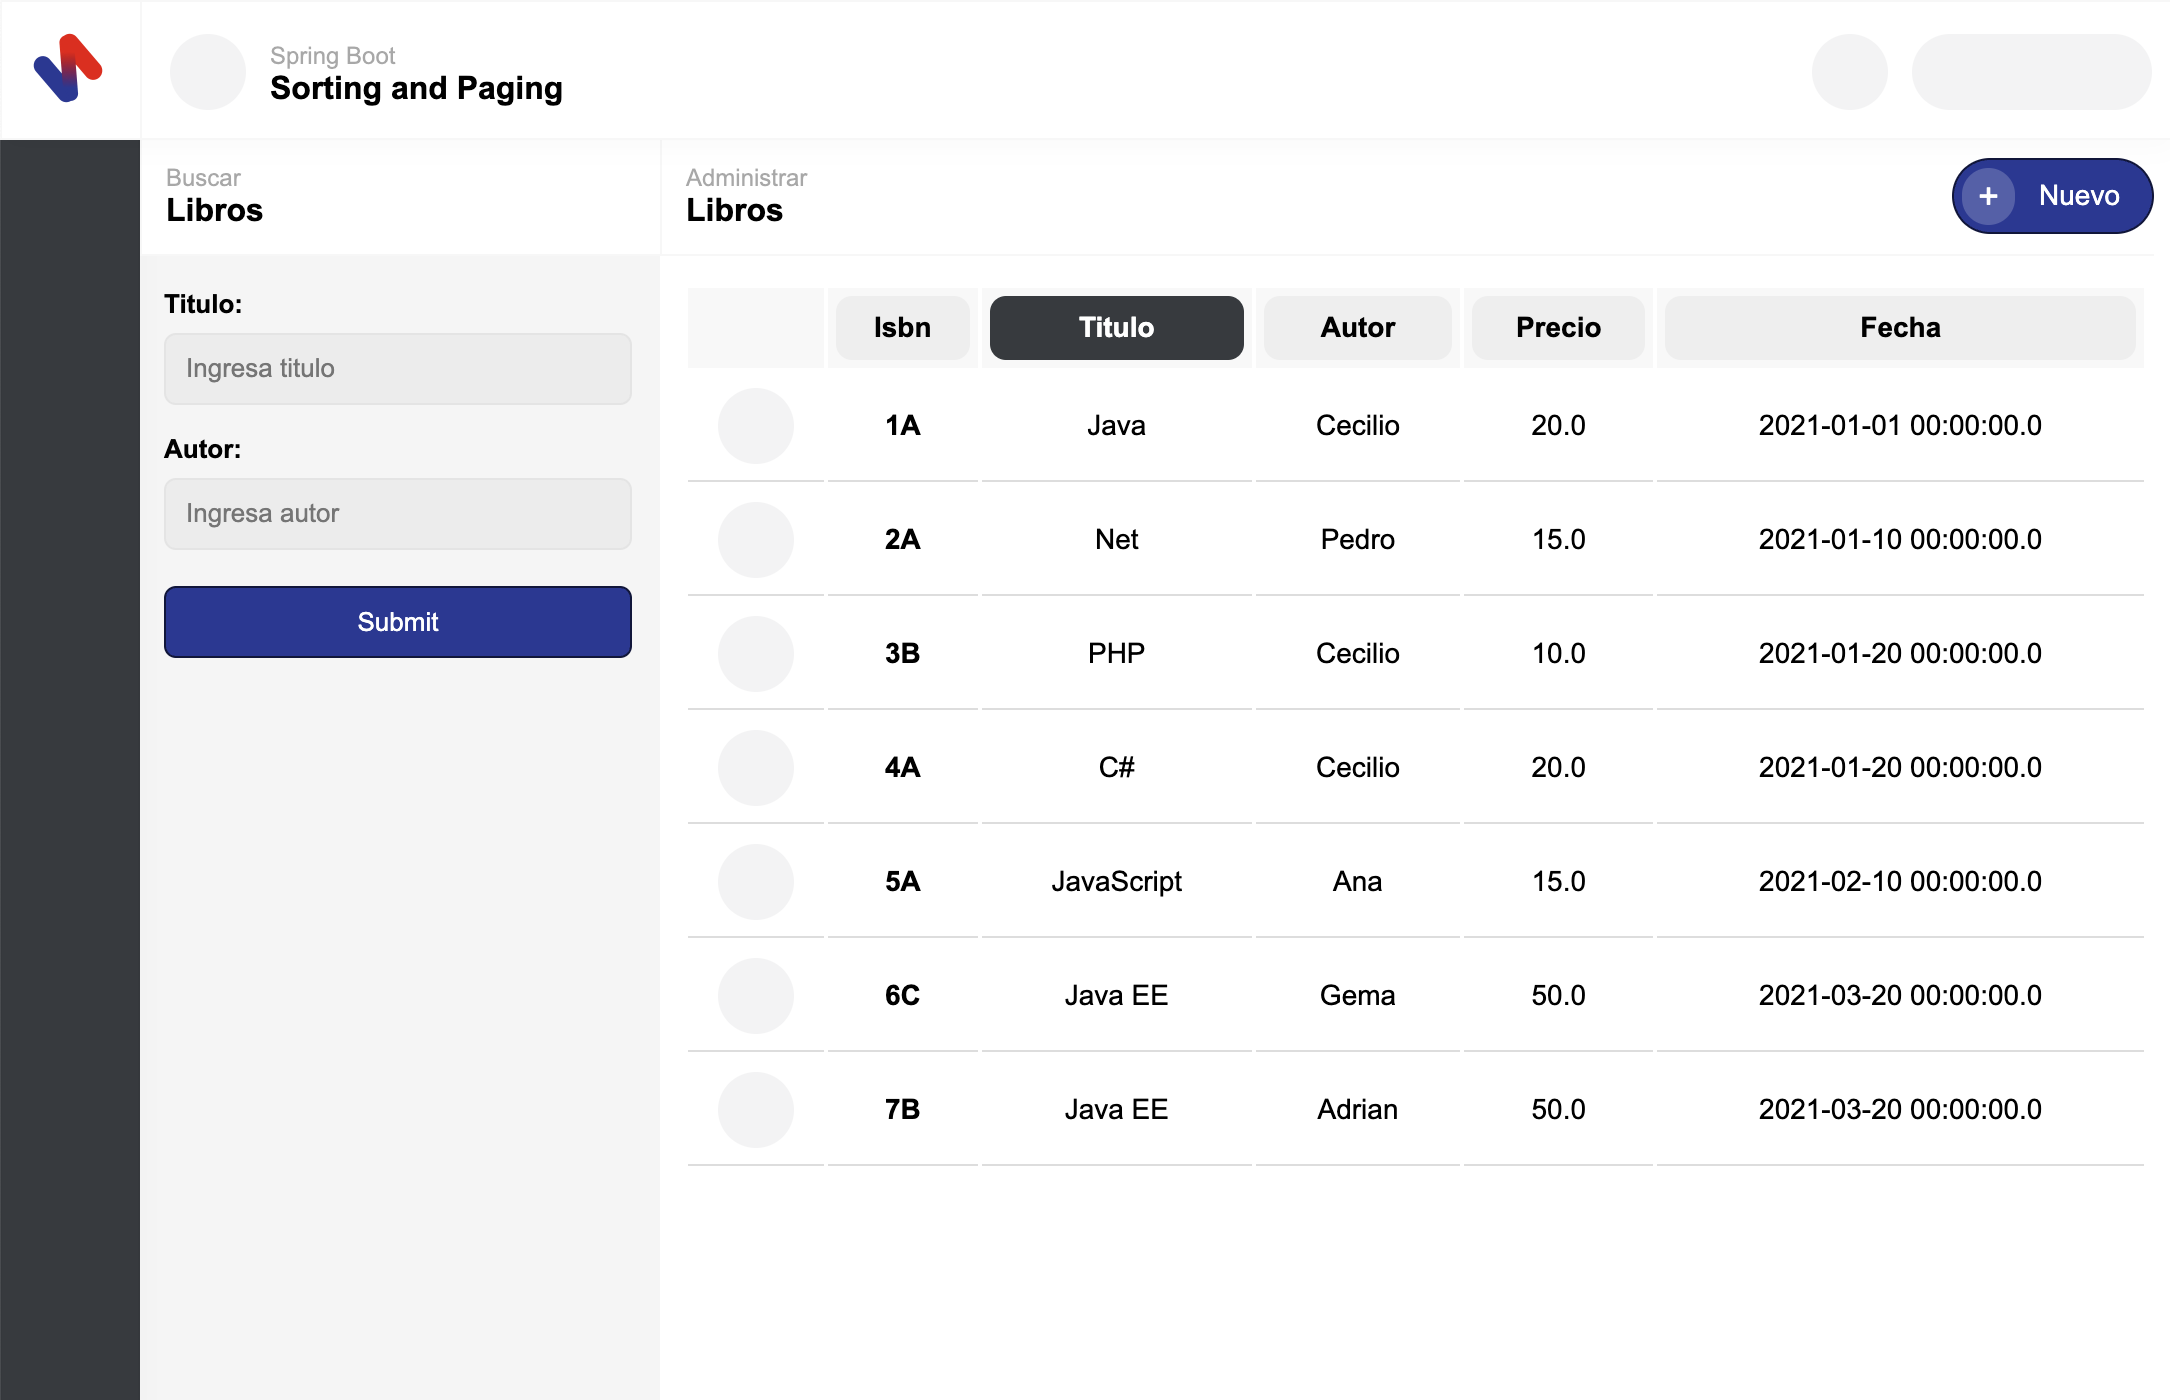 Spring Boot
Sorting and Paging
Buscar
Libros
Administrar
Libros
+ Nuevo
Titulo:
Ingresa titulo
Autor:
Ingresa autor
Submit
Isbn Titulo Autor Precio Fecha
1A Java Cecilio 20.0 2021-01-01 00:00:00.0
2A Net Pedro 15.0 2021-01-10 00:00:00.0
3B PHP Cecilio 10.0 2021-01-20 00:00:00.0
4A C# Cecilio 20.0 2021-01-20 00:00:00.0
5A JavaScript Ana 15.0 2021-02-10 00:00:00.0
6C Java EE Gema 50.0 2021-03-20 00:00:00.0
7B Java EE Adrian 50.0 2021-03-20 00:00:00.0